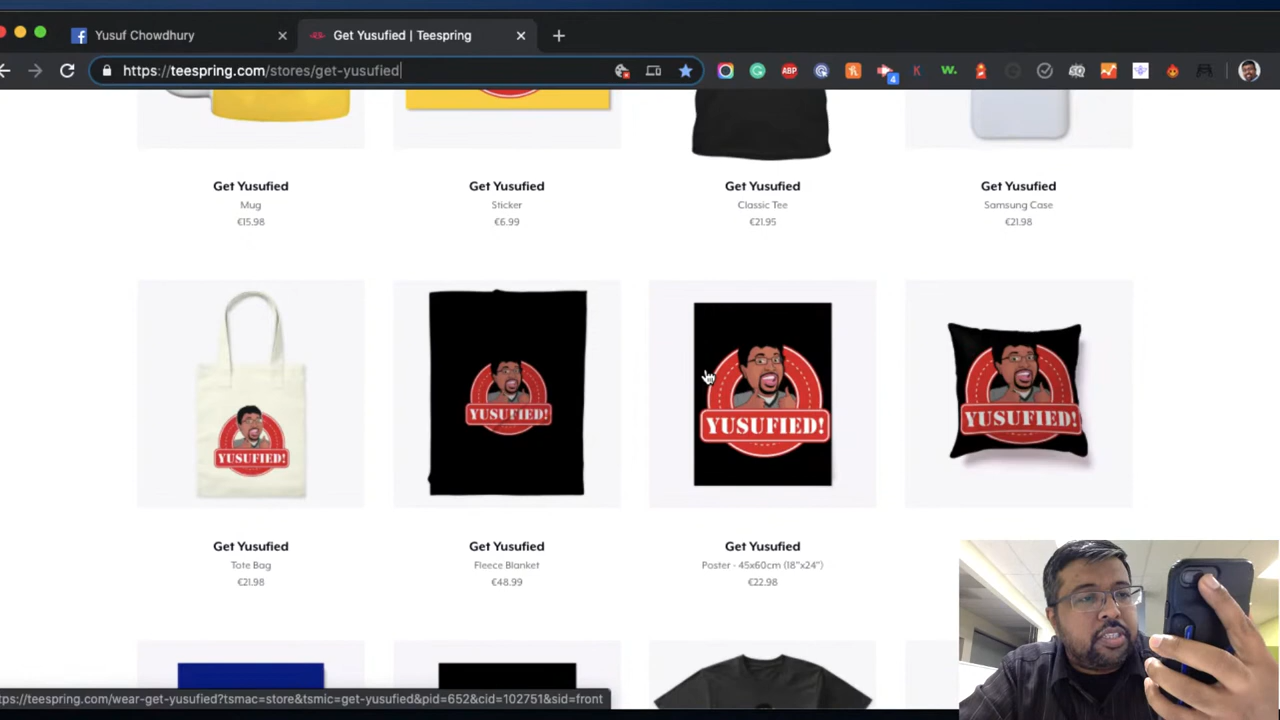 Yusuf Chowdhury
Get Yusufied | Teespring
https://teespring.com/stores/get-yusufied
ABP
4
K
w.
Get Yusufied
Mug
€15.98
Get Yusufied
Sticker
€6.99
Get Yusufied
Classic Tee
€21.95
Get Yusufied
Samsung Case
€21.98
YUSUFIED!
YUSUFIED!
YUSUFIED!
YUSUFIED!
Get Yusufied
Tote Bag
€21.98
Get Yusufied
Fleece Blanket
€48.99
Get Yusufied
Poster - 45x60cm (18"x24")
€22.98
ps://teespring.com/wear-get-yusufied?tsmac=store&tsmic=get-yusufied&pid=652&cid=102751&sid=front